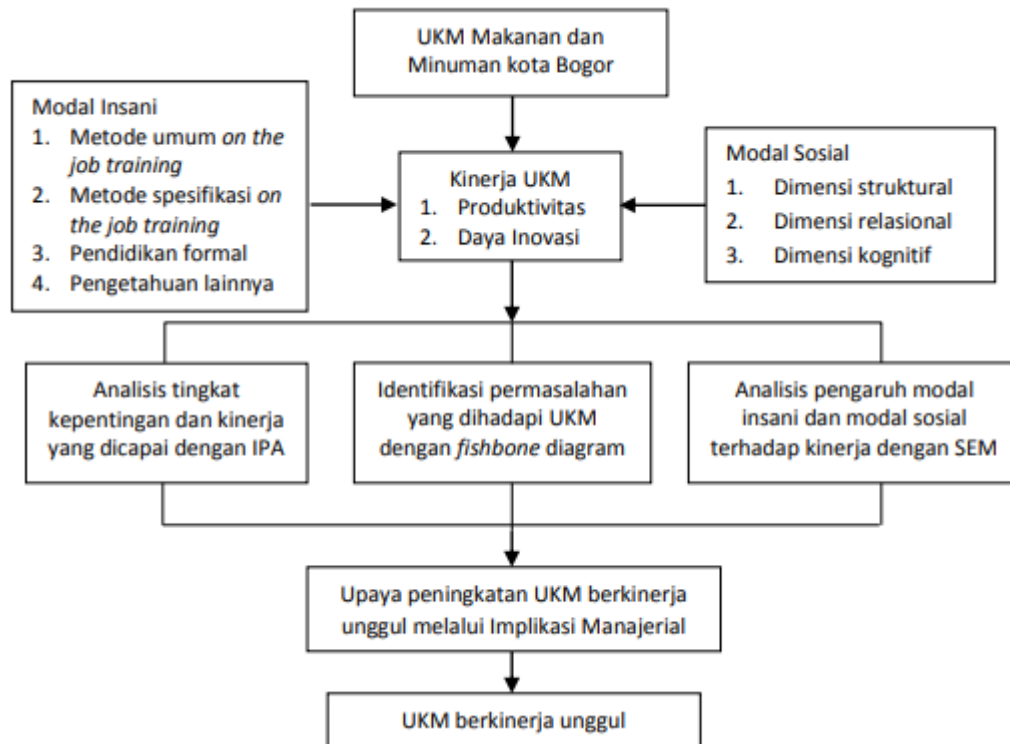 UKM Makanan dan
Minuman kota Bogor
Modal Insani
1. Metode umum on the
job training
2. Metode spesifikasi on
the job training
3. Pendidikan formal
4. Pengetahuan lainnya
Kinerja UKM
1. Produktivitas
2. Daya Inovasi
Modal Sosial
1. Dimensi struktural
2. Dimensi relasional
3. Dimensi kognitif
Analisis tingkat
kepentingan dan kinerja
yang dicapai dengan IPA
Identifikasi permasalahan
yang dihadapi UKM
dengan fishbone diagram
Analisis pengaruh modal
insani dan modal sosial
terhadap kinerja dengan SEM
Upaya peningkatan UKM berkinerja
unggul melalui Implikasi Manajerial
UKM berkinerja unggul